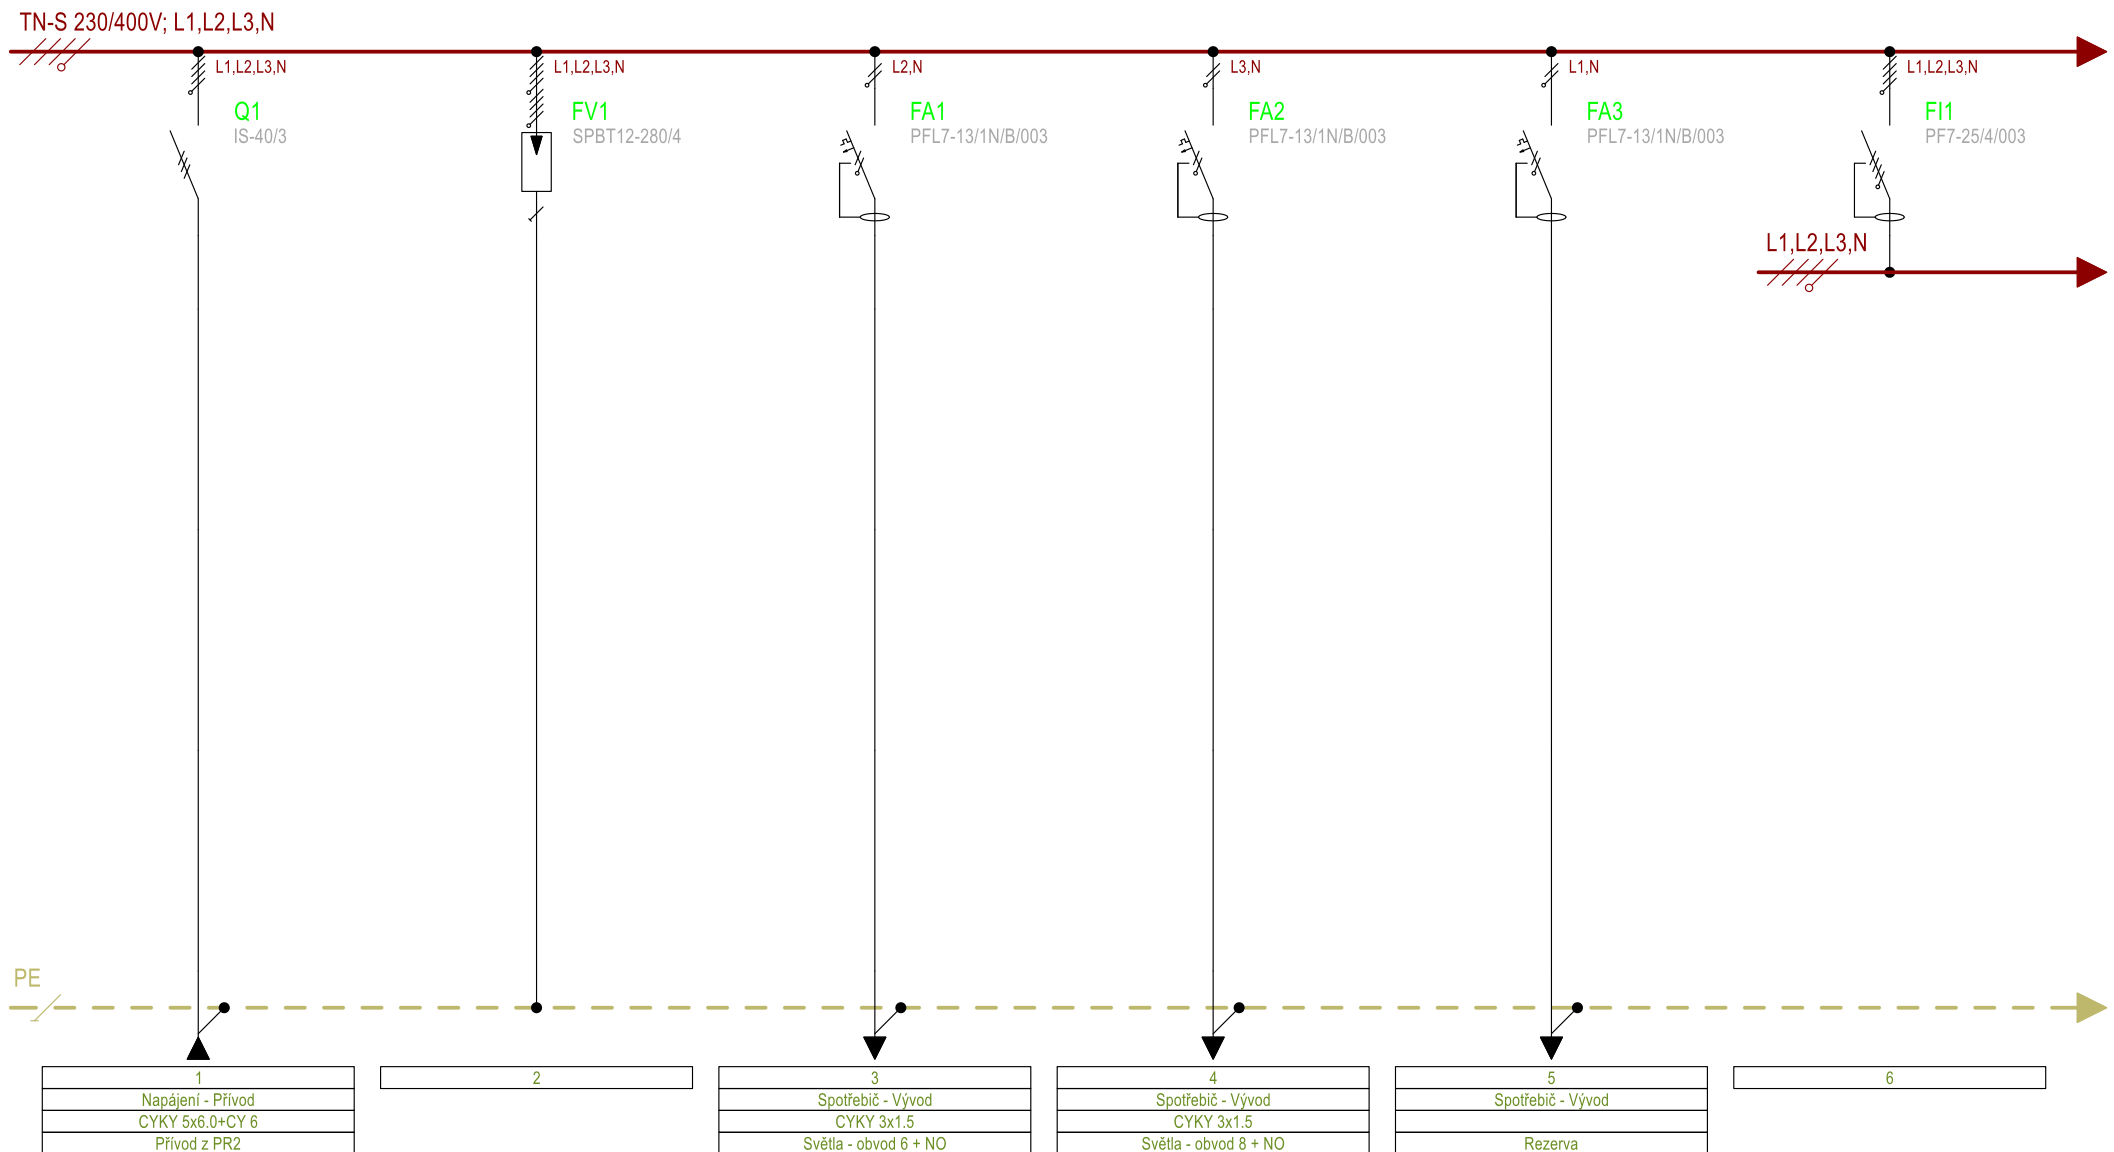 TN-S 230/400V; L1,L2,L3,N
L1,L2,L3,N
Q1
IS-40/3
L1,L2,L3,N
FV1
SPBT12-280/4
L2,N
FA1
PFL7-13/1N/B/003
L3,N
FA2
PFL7-13/1N/B/003
L1,N
FA3
PFL7-13/1N/B/003
L1,L2,L3,N
FI1
PF7-25/4/003
L1,L2,L3,N
PE
1
Napájení - Přívod
CYKY 5x6.0+CY 6
Přívod z PR2
2
3
Spotřebič - Vývod
CYKY 3x1.5
Světla - obvod 6 + NO
4
Spotřebič - Vývod
CYKY 3x1.5
Světla - obvod 8 + NO
5
Spotřebič - Vývod
Rezerva
6